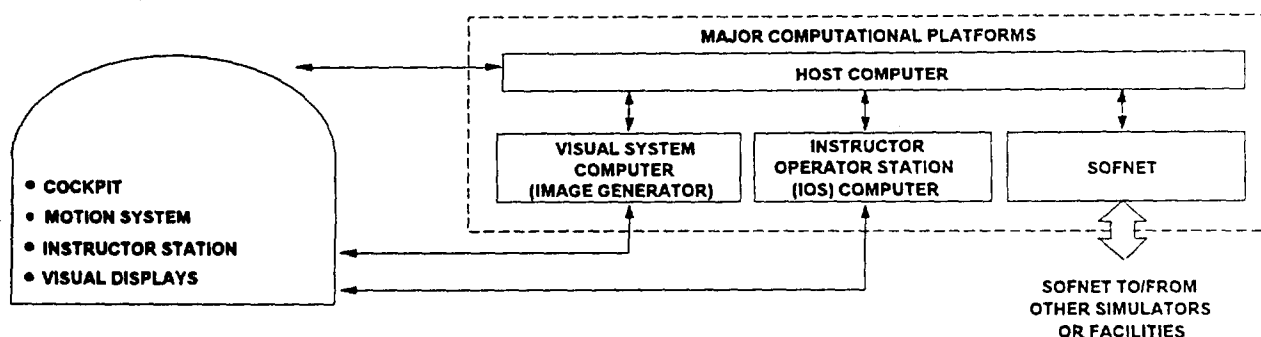 MAJOR COMPUTATIONAL PLATFORMS
HOST COMPUTER
VISUAL SYSTEM
COMPUTER
(IMAGE GENERATOR)
INSTRUCTOR
OPERATOR STATION
(IOS) COMPUTER
SOFNET
• COCKPIT
• MOTION SYSTEM
• INSTRUCTOR STATION
• VISUAL DISPLAYS
SOFNET TO/FROM
OTHER SIMULATORS
OR FACILITIES